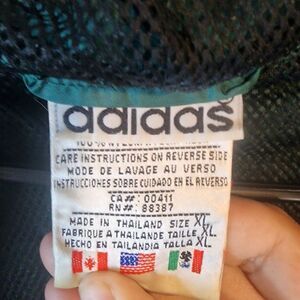 adidas
CARE INSTRUCTIONS ON REVERSE SIDE
MODE DE LAVAGE AU VERSO
INSTRUCCIONES SOBRE CUIDADO EN EL REVERSO
CA#: 00411
RN#: 88387
MADE IN THAILAND SIZE XL
FABRIQUE A THAILANDE TAILLE XL
HECHO EN TAILANDIA TALLA XL